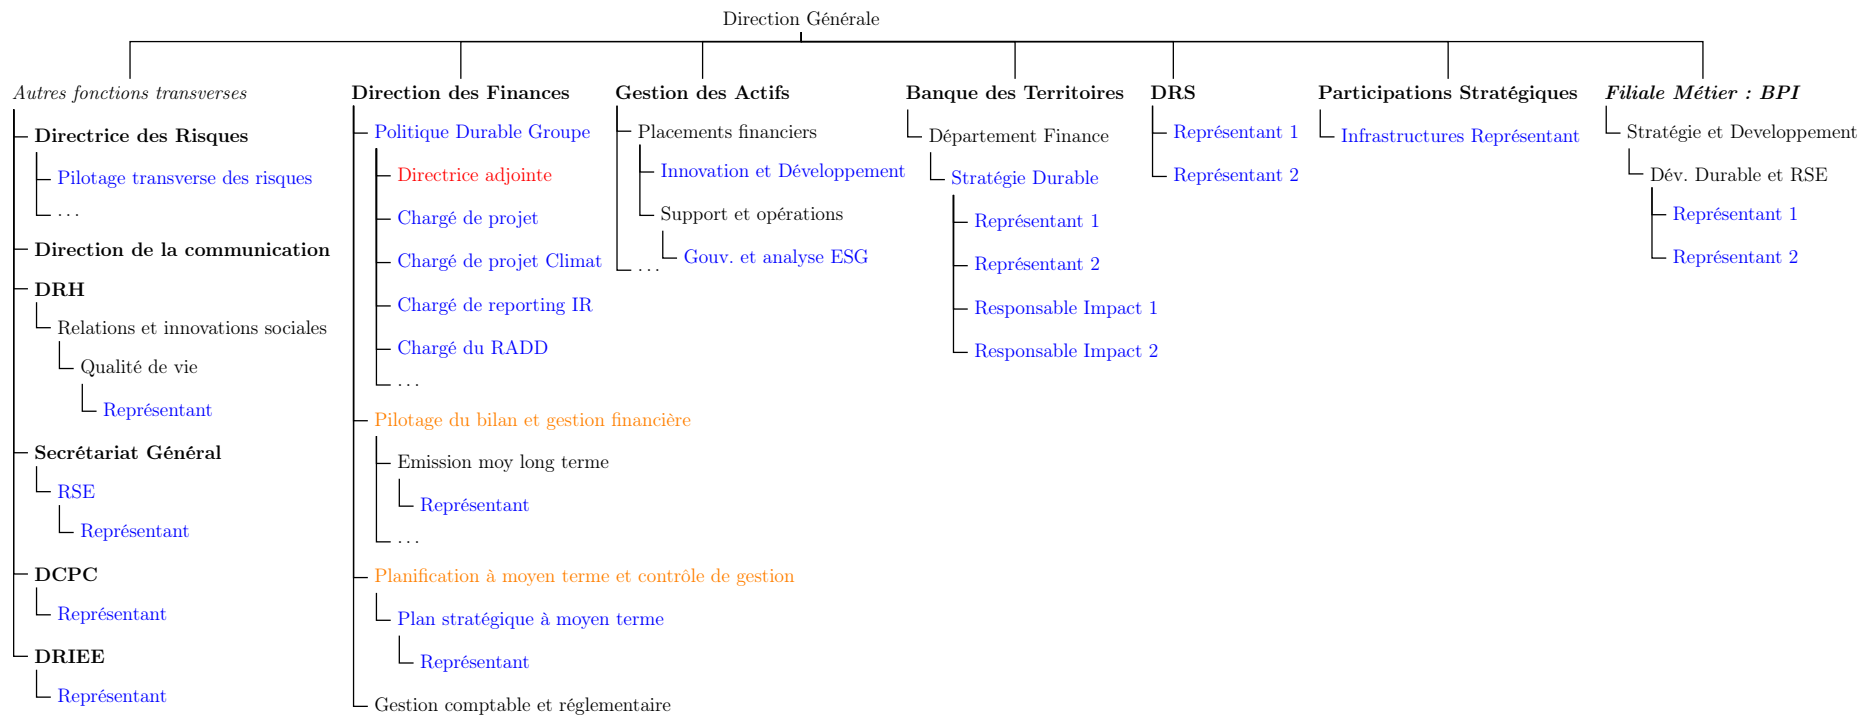 Direction Générale
Autres fonctions transverses
Directrice des Risques
Pilotage transverse des risques
...
Direction de la communication
DRH
Relations et innovations sociales
Qualité de vie
Représentant
Secrétariat Général
RSE
Représentant
DCPC
Représentant
DRIEE
Représentant
Direction des Finances
Politique Durable Groupe
Directrice adjointe
Chargé de projet
Chargé de projet Climat
Chargé de reporting IR
Chargé du RADD
...
Pilotage du bilan et gestion financière
Emission moy long terme
Représentant
...
Planification à moyen terme et contrôle de gestion
Plan stratégique à moyen terme
Représentant
Gestion comptable et réglementaire
Gestion des Actifs
Placements financiers
Innovation et Développement
Support et opérations
Gouv. et analyse ESG
...
Banque des Territoires
Département Finance
Stratégie Durable
Représentant 1
Représentant 2
Responsable Impact 1
Responsable Impact 2
DRS
Représentant 1
Représentant 2
Participations Stratégiques
Infrastructures Représentant
Filiale Métier : BPI
Stratégie et Developpement
Dév. Durable et RSE
Représentant 1
Représentant 2